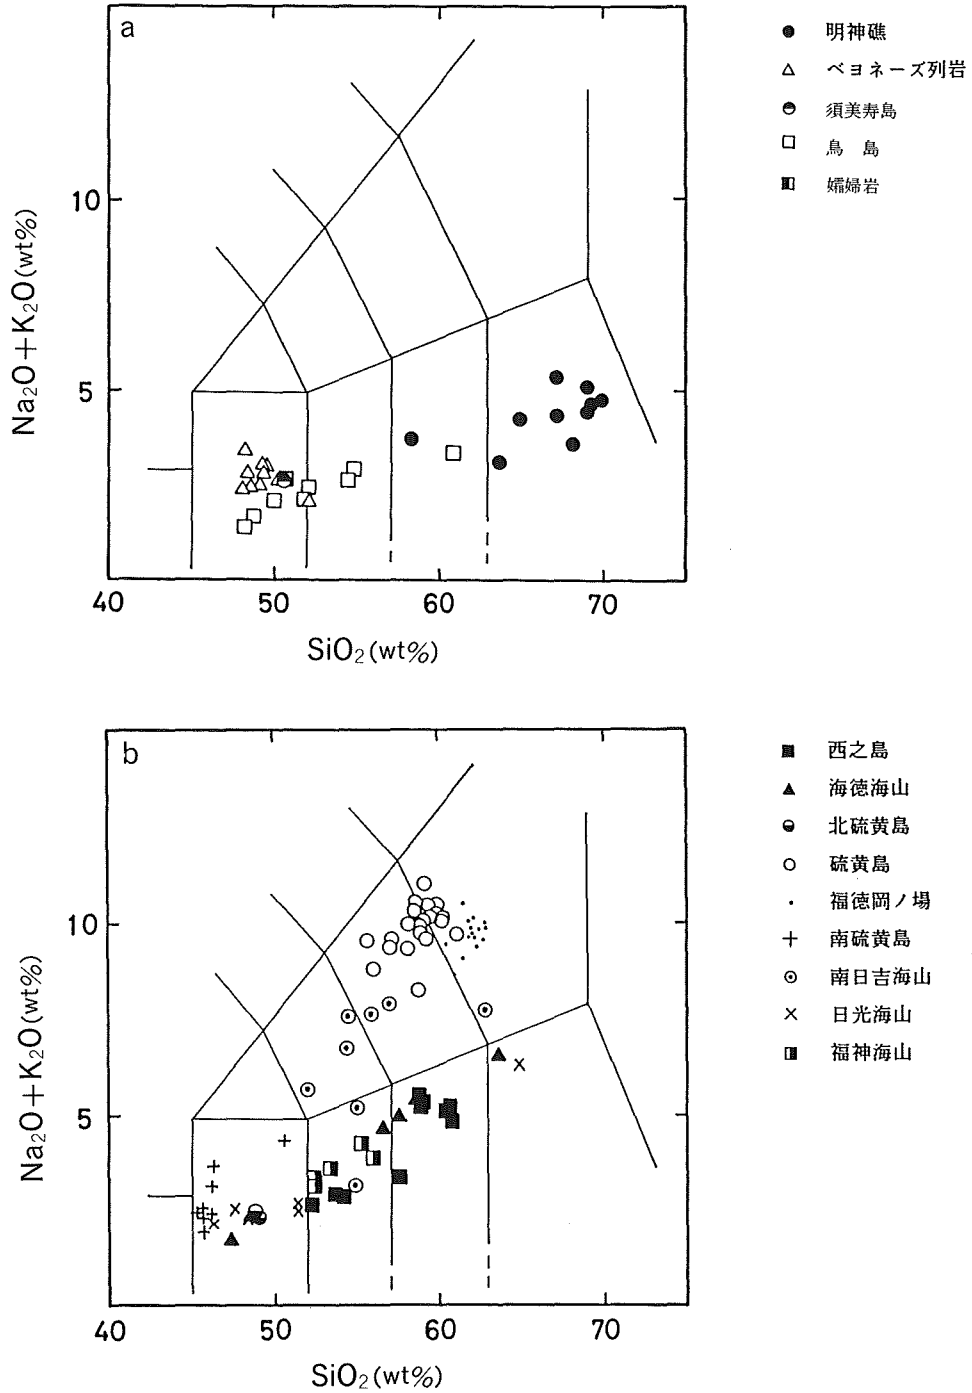 a
明神礁
ベヨネーズ列岩
須美寿島
鳥 島
孀婦岩
10
5
Na₂O+K₂O(wt%)
40 50 60 70
SiO₂(wt%)
b
西之島
海徳海山
北硫黄島
硫黄島
福徳岡ノ場
南硫黄島
南日吉海山
日光海山
福神海山
10
5
Na₂O+K₂O(wt%)
40 50 60 70
SiO₂(wt%)